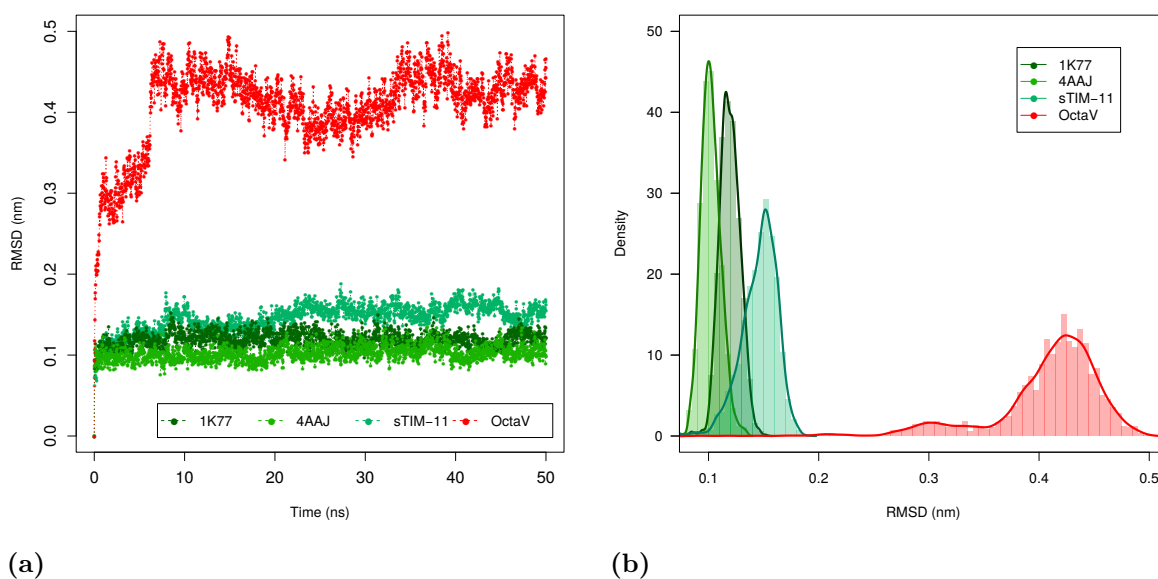 0.0
0.1
0.2
0.3
0.4
0.5
RMSD (nm)
0 10 20 30 40 50
Time (ns)
1K77 4AAJ sTIM−11 OctaV
(a)
0
10
20
30
40
50
Density
0.1 0.2 0.3 0.4 0.5
RMSD (nm)
1K77
4AAJ
sTIM−11
OctaV
(b)